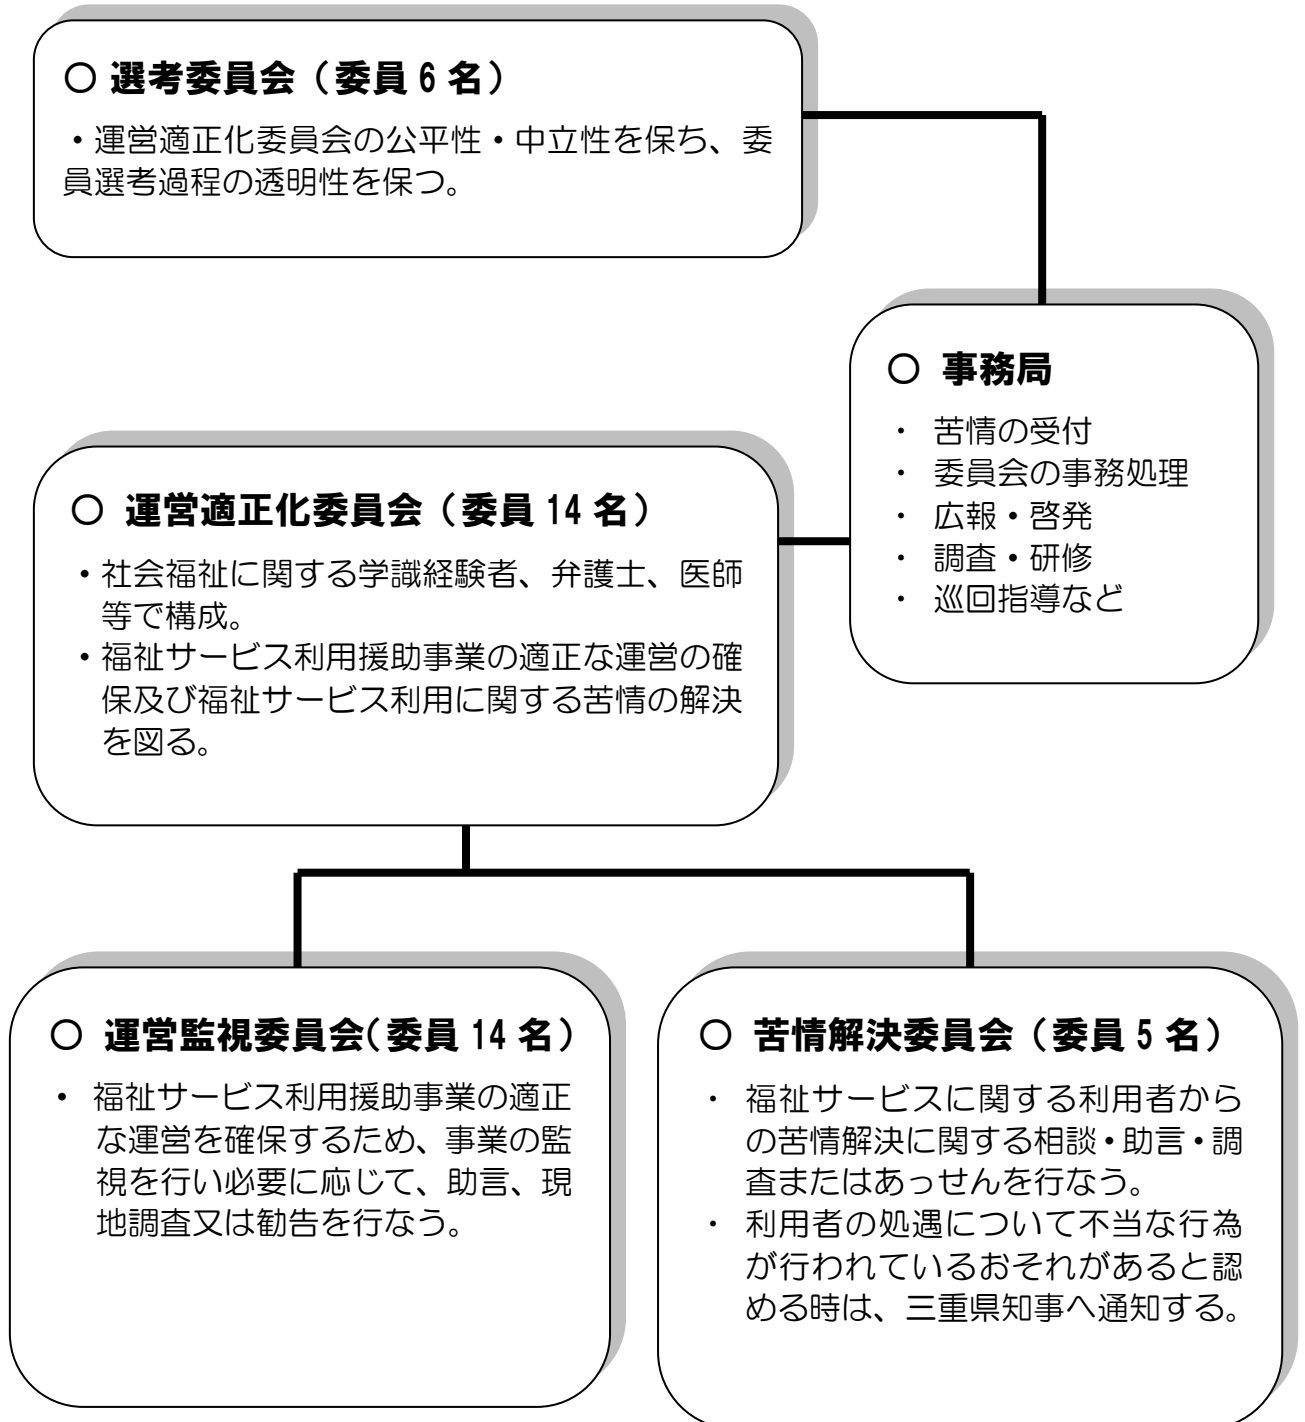 ○ 選考委員会（委員 6 名）
・運営適正化委員会の公平性・中立性を保ち、委
員選考過程の透明性を保つ。
○ 事務局
・ 苦情の受付
・ 委員会の事務処理
・ 広報・啓発
・ 調査・研修
・ 巡回指導など
○ 運営適正化委員会（委員 14 名）
・社会福祉に関する学識経験者、弁護士、医師
等で構成。
・福祉サービス利用援助事業の適正な運営の確
保及び福祉サービス利用に関する苦情の解決
を図る。
○ 運営監視委員会（委員 14 名）
・ 福祉サービス利用援助事業の適正
な運営を確保するため、事業の監
視を行い必要に応じて、助言、現
地調査又は勧告を行なう。
○ 苦情解決委員会（委員 5 名）
・ 福祉サービスに関する利用者から
の苦情解決に関する相談・助言・調
査またはあっせんを行なう。
・ 利用者の処遇について不当な行為
が行われているおそれがあると認
める時は、三重県知事へ通知する。